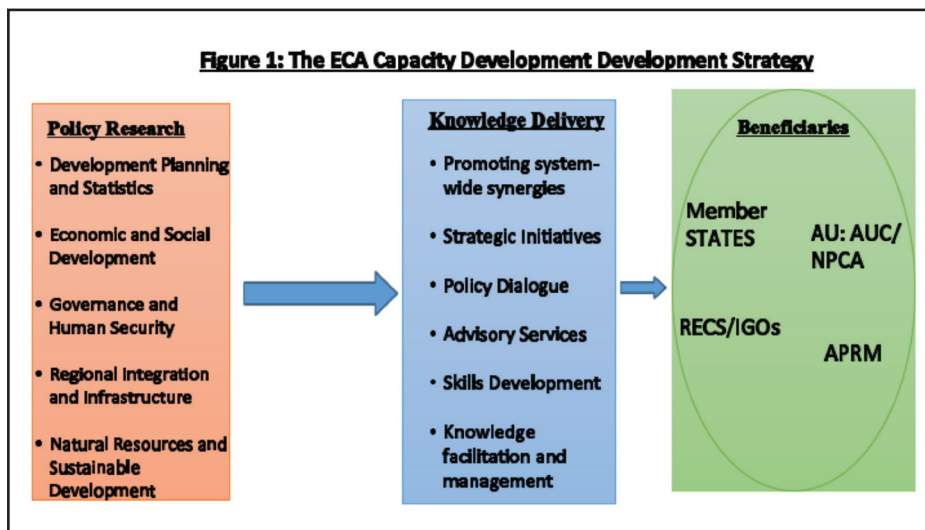 Figure 1: The ECA Capacity Development Development Strategy
Policy Research
• Development Planning
and Statistics
• Economic and Social
Development
• Governance and
Human Security
• Regional Integration
and Infrastructure
• Natural Resources and
Sustainable
Development
Knowledge Delivery
• Promoting system-
wide synergies
• Strategic Initiatives
• Policy Dialogue
• Advisory Services
• Skills Development
• Knowledge
facilitation and
management
Beneficiaries
Member
STATES
AU: AUC/
NPCA
RECS/IGOs
APRM